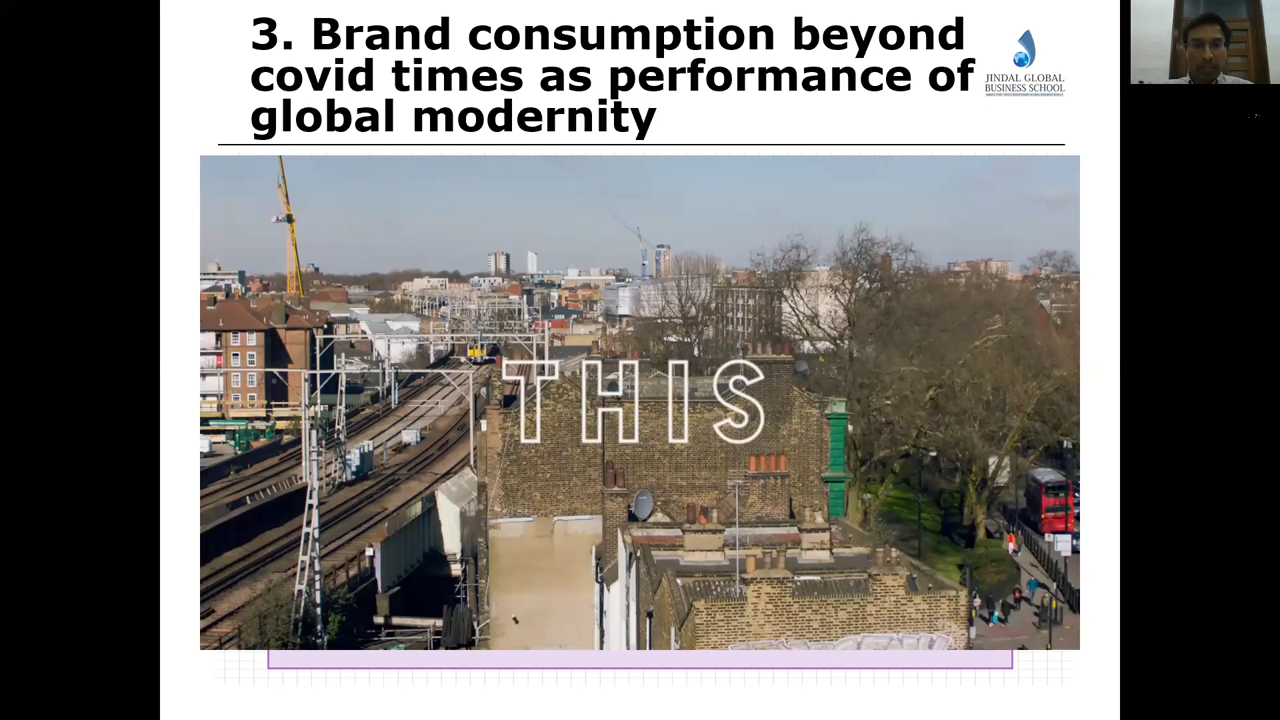 3. Brand consumption beyond
covid times as performance of
global modernity
JINDAL GLOBAL
BUSINESS SCHOOL
THIS